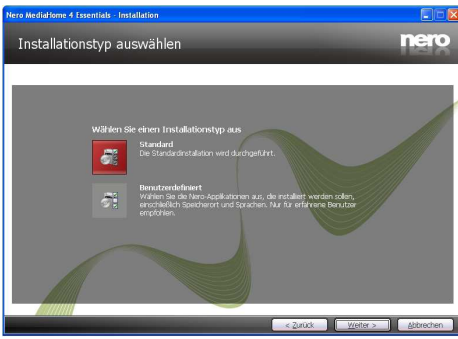 Nero MediaHome 4 Essentials - Installation
Installationstyp auswählen
nero
Wählen Sie einen Installationstyp aus
Standard
Die Standardinstallation wird durchgeführt.
Benutzerdefiniert
Wählen Sie die Nero-Applikationen aus, die installiert werden sollen,
einschließlich Speicherort und Sprachen. Nur für erfahrene Benutzer
empfohlen.
< Zurück
Weiter >
Abbrechen